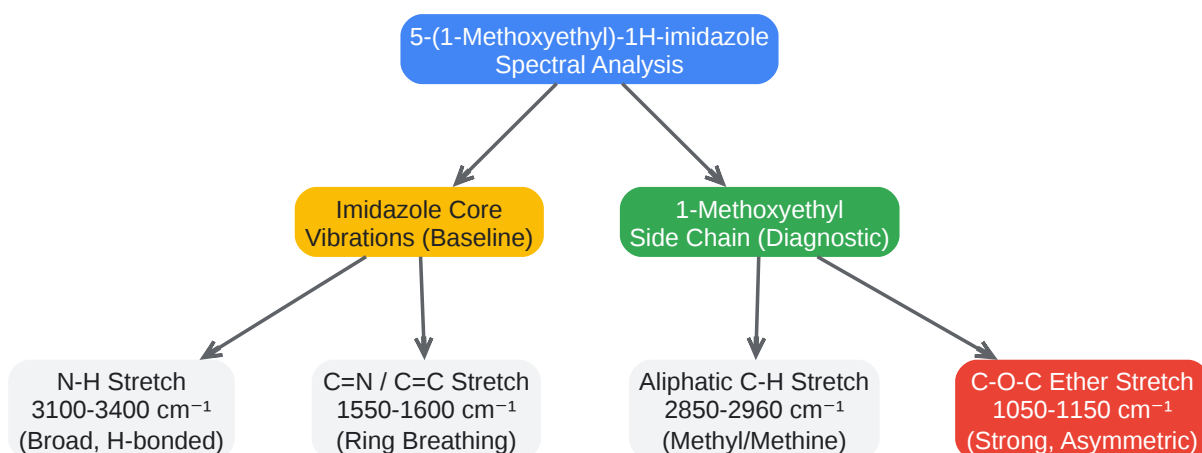 5-(1-Methoxyethyl)-1H-imidazole
Spectral Analysis
Imidazole Core
Vibrations (Baseline)
1-Methoxyethyl
Side Chain (Diagnostic)
N-H Stretch
3100-3400 cm⁻¹
(Broad, H-bonded)
C=N / C=C Stretch
1550-1600 cm⁻¹
(Ring Breathing)
Aliphatic C-H Stretch
2850-2960 cm⁻¹
(Methyl/Methine)
C-O-C Ether Stretch
1050-1150 cm⁻¹
(Strong, Asymmetric)